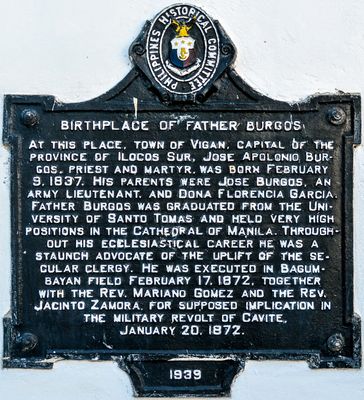 PHILIPPINES HISTORICAL COMMITTEE
BIRTHPLACE OF FATHER BURGOS
AT THIS PLACE, TOWN OF VIGAN, CAPITAL OF THE
PROVINCE OF ILOCOS SUR, JOSE APOLONIO BUR-
GOS, PRIEST AND MARTYR, WAS BORN FEBRUARY
9, 1837. HIS PARENTS WERE JOSE BURGOS, AN
ARMY LIEUTENANT, AND DONA FLORENCIA GARCIA.
FATHER BURGOS WAS GRADUATED FROM THE UNI-
VERSITY OF SANTO TOMAS AND HELD VERY HIGH
POSITIONS IN THE CATHEDRAL OF MANILA. THROUGH-
OUT HIS ECCLESIASTICAL CAREER HE WAS A
STAUNCH ADVOCATE OF THE UPLIFT OF THE SE-
CULAR CLERGY. HE WAS EXECUTED IN BAGUM-
BAYAN FIELD FEBRUARY 17, 1872, TOGETHER
WITH THE REV. MARIANO GOMEZ AND THE REV.
JACINTO ZAMORA, FOR SUPPOSED IMPLICATION IN
THE MILITARY REVOLT OF CAVITE,
JANUARY 20, 1872.
1939